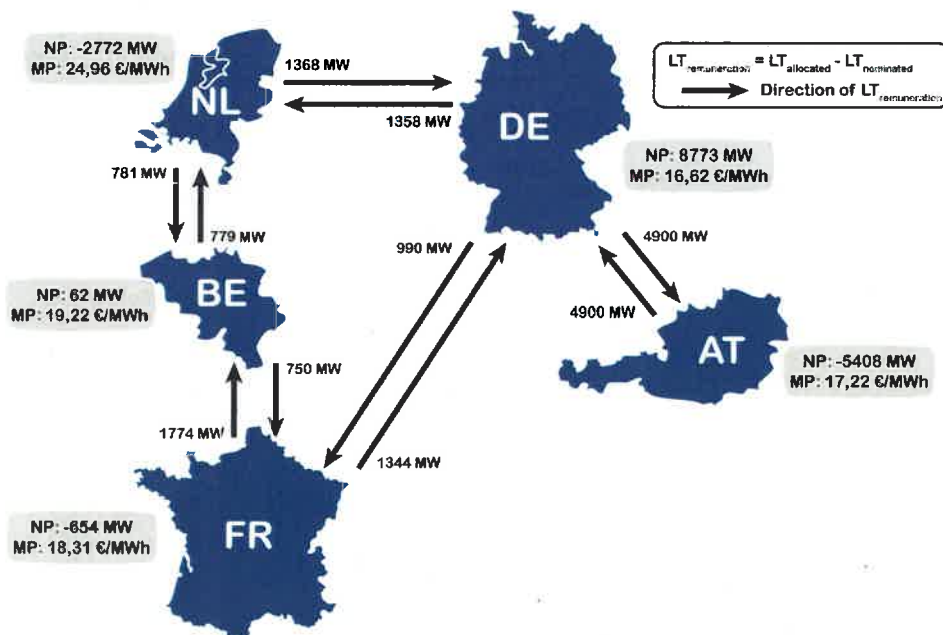 NP: -2772 MW
MP: 24,96 €/MWh
NL
1368 MW
1358 MW
DE
LTremuneration = LTallocated - LTnominated
Direction of LTremuneration
NP: 8773 MW
MP: 16,62 €/MWh
781 MW
779 MW
990 MW
4900 MW
4900 MW
BE
NP: 62 MW
MP: 19,22 €/MWh
AT
NP: -5408 MW
MP: 17,22 €/MWh
750 MW
1774 MW
1344 MW
FR
NP: -654 MW
MP: 18,31 €/MWh